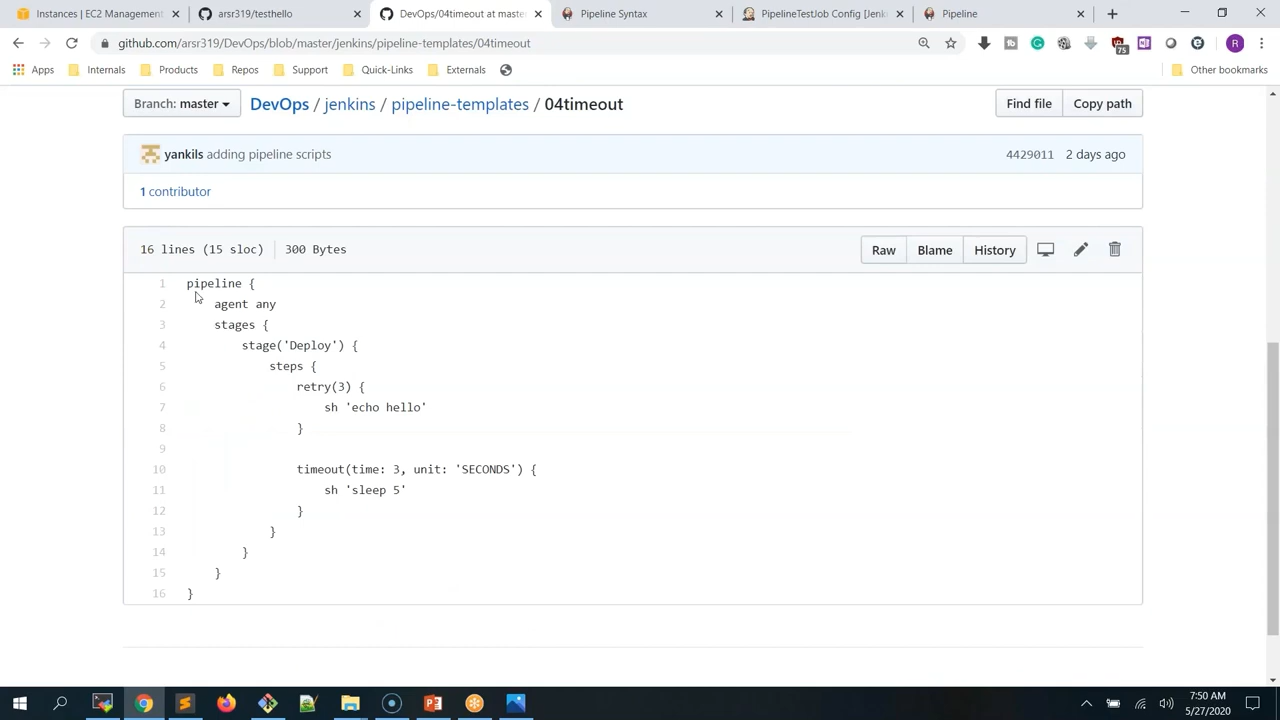 Instances | EC2 Management
arsr319/testhello
DevOps/04timeout at master
Pipeline Syntax
PipelineTestJob Config [Jenki
Pipeline
github.com/arsr319/DevOps/blob/master/jenkins/pipeline-templates/04timeout
75
R
Apps
Internals
Products
Repos
Support
Quick-Links
Externals
Other bookmarks
Branch: master
DevOps / jenkins / pipeline-templates / 04timeout
Find file
Copy path
yankils adding pipeline scripts
4429011
2 days ago
1 contributor
16 lines (15 sloc)
300 Bytes
Raw
Blame
History
1 pipeline {
2 agent any
3 stages {
4 stage('Deploy') {
5 steps {
6 retry(3) {
7 sh 'echo hello'
8 }
9
10 timeout(time: 3, unit: 'SECONDS') {
11 sh 'sleep 5'
12 }
13 }
14 }
15 }
16 }
7:50 AM
5/27/2020